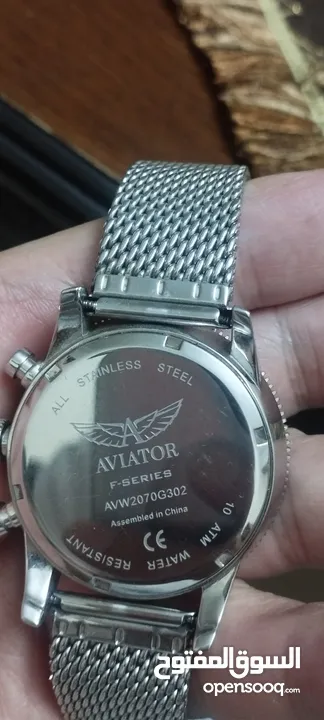 ALL STAINLESS STEEL
A
AVIATOR
F-SERIES
AVW2070G302
Assembled in China
CE
10 ATM
WATER RESISTANT
السوق المفتوح
opensooq.com